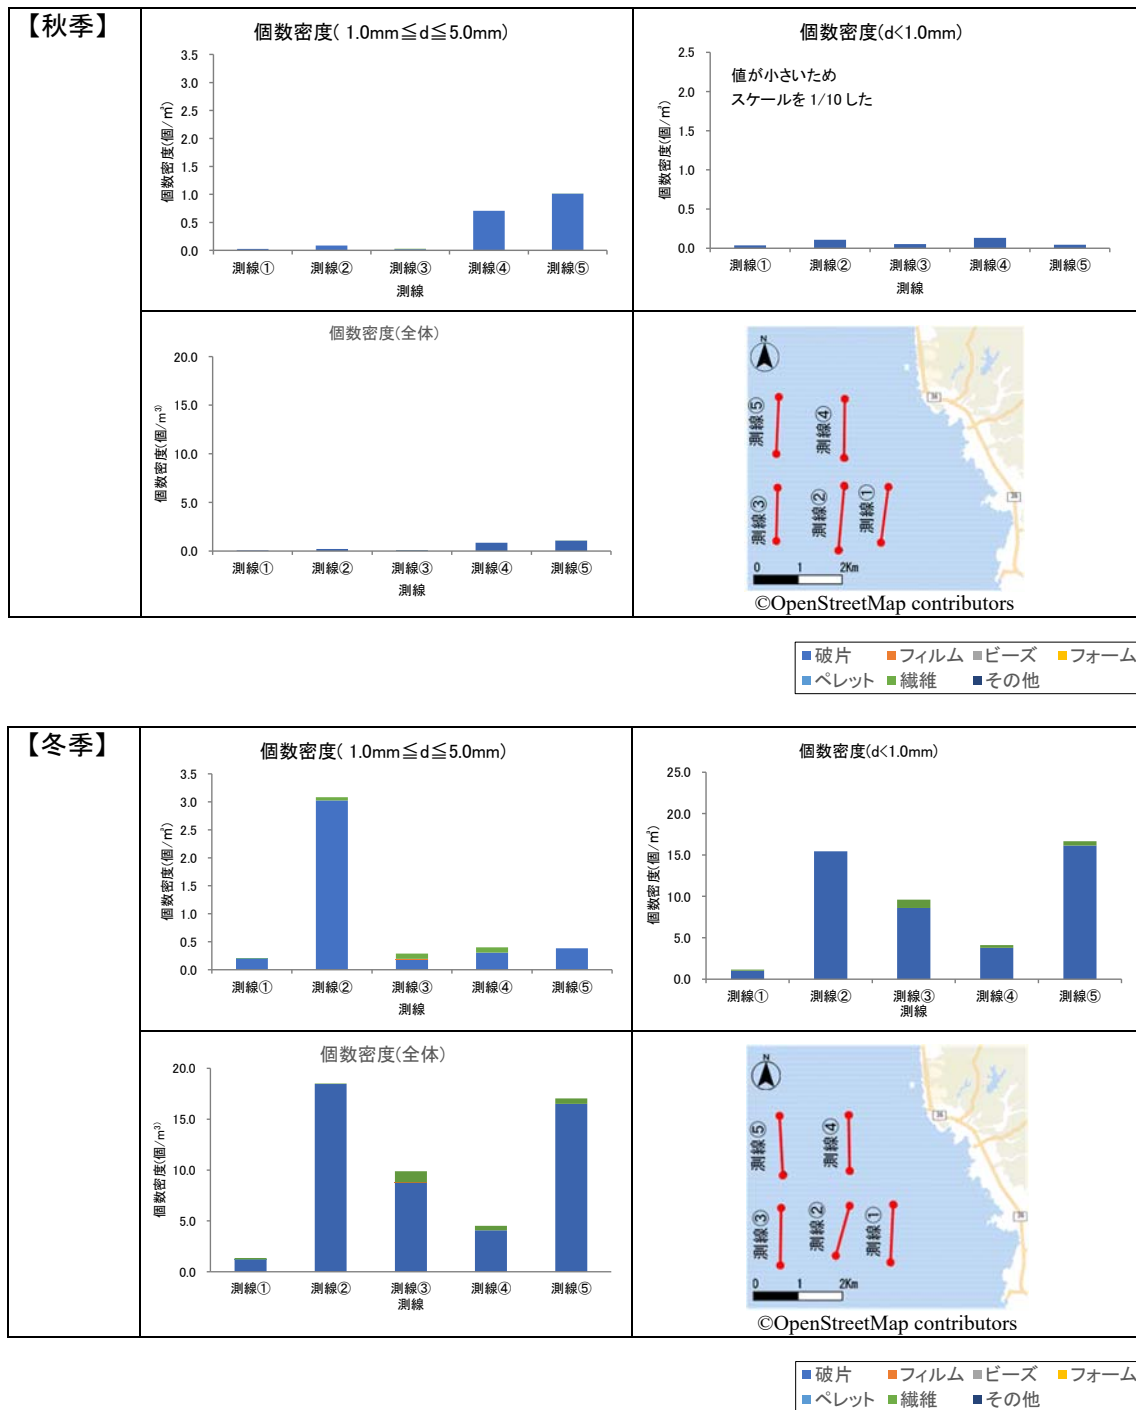 【秋季】
個数密度( 1.0mm≦d≦5.0mm)
個数密度(個/㎥)
3.5
3.0
2.5
2.0
1.5
1.0
0.5
0.0
測線① 測線② 測線③ 測線④ 測線⑤
測線
個数密度(d<1.0mm)
値が小さいため
スケールを 1/10 した
個数密度(個/㎥)
2.5
2.0
1.5
1.0
0.5
0.0
測線① 測線② 測線③ 測線④ 測線⑤
測線
個数密度(全体)
個数密度(個/m³)
20.0
15.0
10.0
5.0
0.0
測線① 測線② 測線③ 測線④ 測線⑤
測線
N
測線⑤
測線④
測線③
測線②
測線①
0 1 2Km
©OpenStreetMap contributors
破片 フィルム ビーズ フォーム
ペレット 繊維 その他
【冬季】
個数密度( 1.0mm≦d≦5.0mm)
個数密度(個/㎥)
3.5
3.0
2.5
2.0
1.5
1.0
0.5
0.0
測線① 測線② 測線③ 測線④ 測線⑤
測線
個数密度(d<1.0mm)
個数密度(個/㎥)
25.0
20.0
15.0
10.0
5.0
0.0
測線① 測線② 測線③ 測線④ 測線⑤
測線
個数密度(全体)
個数密度(個/m³)
20.0
15.0
10.0
5.0
0.0
測線① 測線② 測線③ 測線④ 測線⑤
測線
N
測線⑤
測線④
測線③
測線②
測線①
0 1 2Km
©OpenStreetMap contributors
破片 フィルム ビーズ フォーム
ペレット 繊維 その他